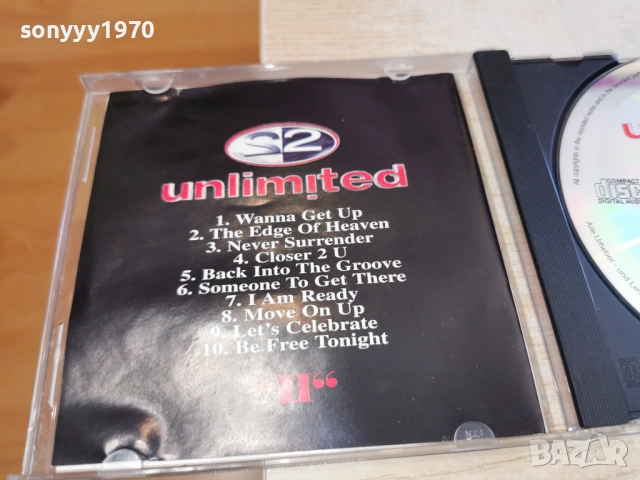 sonyyy1970
2
unlimited
1. Wanna Get Up
2. The Edge Of Heaven
3. Never Surrender
4. Closer 2 U
5. Back Into The Groove
6. Someone To Get There
7. I Am Ready
8. Move On Up
9. Let's Celebrate
10. Be Free Tonight
"II"
N23
COMPACT
disc
DIGITAL AUDIO
BAZAR